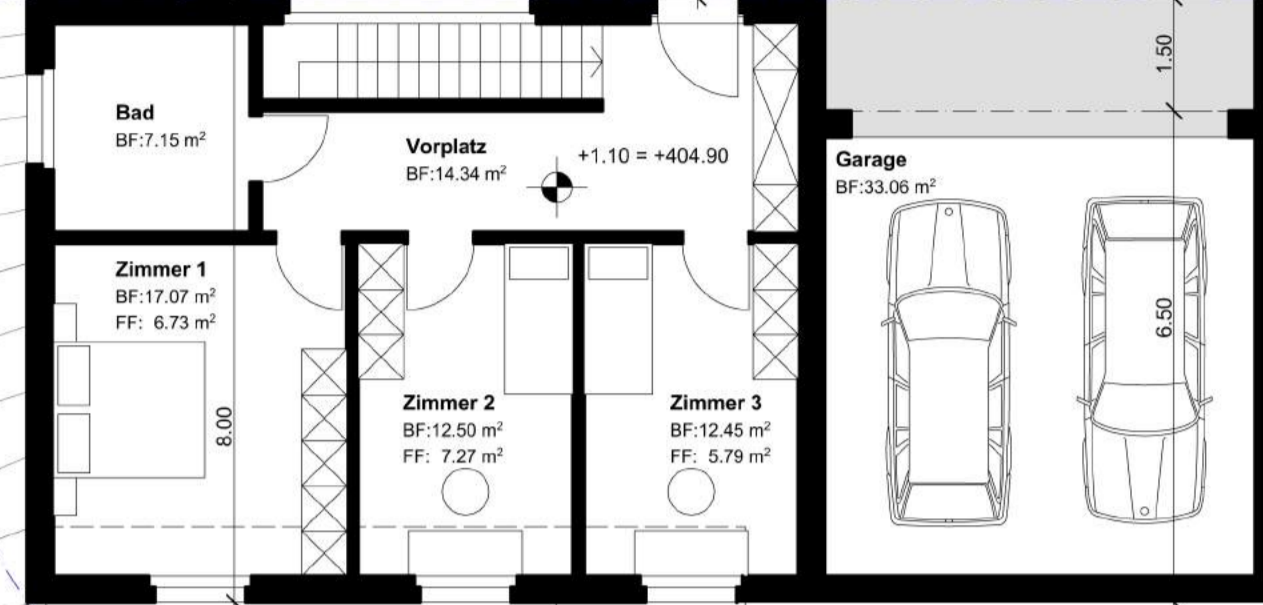 Bad
BF:7.15 m²
Vorplatz
BF:14.34 m²
+1.10 = +404.90
1.50
Garage
BF:33.06 m²
Zimmer 1
BF:17.07 m²
FF: 6.73 m²
8.00
Zimmer 2
BF:12.50 m²
FF: 7.27 m²
Zimmer 3
BF:12.45 m²
FF: 5.79 m²
6.50